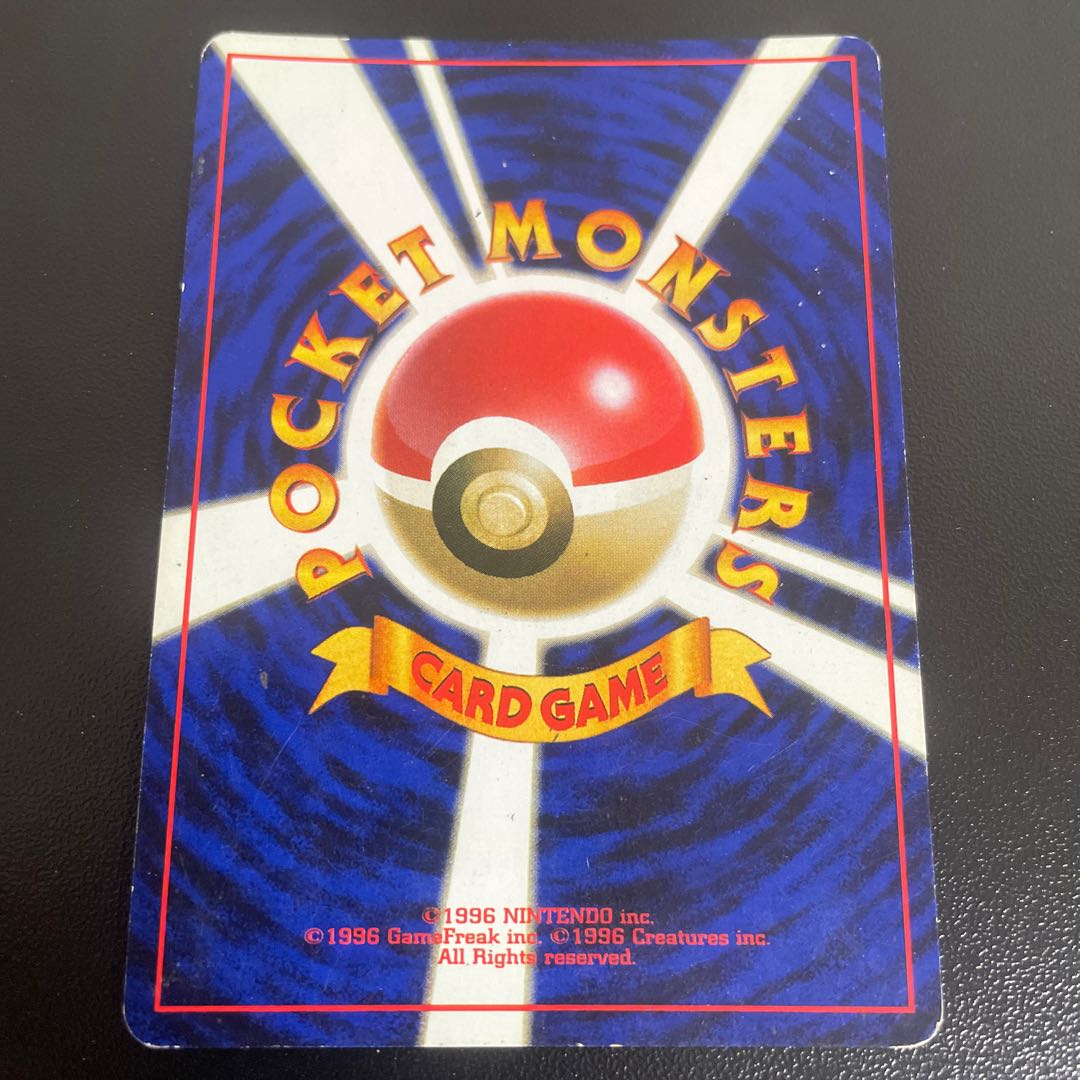 POCKET MONSTERS
CARD GAME
©1996 NINTENDO inc.
©1996 GameFreak inc. ©1996 Creatures inc.
All Rights reserved.